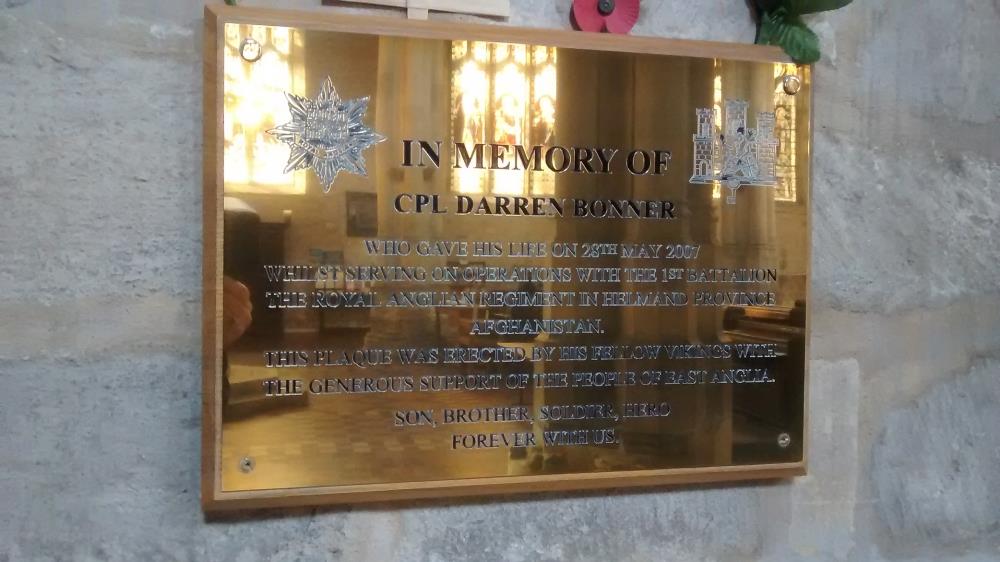 IN MEMORY OF
CPL DARREN BONNER
WHO GAVE HIS LIFE ON 28TH MAY 2007
WHILST SERVING ON OPERATIONS WITH THE 1ST BATTALION
THE ROYAL ANGLIAN REGIMENT IN HELMAND PROVINCE
AFGHANISTAN.
THIS PLAQUE WAS ERECTED BY HIS FELLOW VIKINGS WITH
THE GENEROUS SUPPORT OF THE PEOPLE OF EAST ANGLIA.
SON, BROTHER, SOLDIER, HERO
FOREVER WITH US.